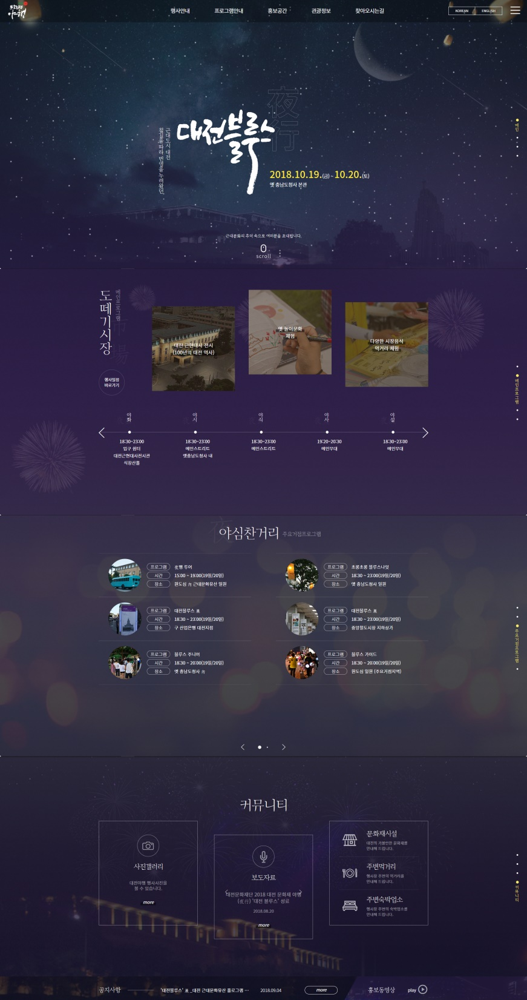 문화재
야행
행사안내
프로그램안내
홍보공간
관광정보
찾아오시는길
KOREAN
ENGLISH
夜行
대전블루스
근대도시 대전
2018.10.19.(금) ~ 10.20.(토)
옛 충남도청사 본관
메인
근대문화의 추억 속으로 여러분을 초대합니다.
scroll
도떼기시장
메인프로그램
행사일정
바로가기
대전 근현대사 전시
(100년의 대전 역사)
옛 놀이문화
체험
다양한 시장음식
먹거리 체험
메인프로그램
야화
야시
야식
야사
야설
18:30~23:00
입구 쉼터
대전근현대사전시관
식장산홀
18:30~23:00
메인스트리트
옛충남도청사 내
18:30~23:00
메인스트리트
19:20~20:30
메인무대
18:30~23:00
메인무대
夜
야심찬거리 주요거점프로그램
프로그램 夜행 투어
시간 15:00 ~ 19:00(19일/20일)
장소 원도심 內 근대문화유산 일원
프로그램 초롱초롱 블루스나잇
시간 18:30 ~ 23:00(19일/20일)
장소 옛 충남도청사 일원
프로그램 대전블루스 展
시간 18:30 ~ 23:00(19일/20일)
장소 구 산업은행 대전지점
프로그램 대전블루스 展
시간 18:30 ~ 23:00(19일/20일)
장소 중앙철도시장 지하상가
프로그램 블루스 주니어
시간 18:30 ~ 20:00(19일/20일)
장소 옛 충남도청사 內
프로그램 블루스 가이드
시간 18:30 ~ 20:00(19일/20일)
장소 원도심 일원 (주요거점지역)
주요거점프로그램
커뮤니티
사진갤러리
대전야행 행사사진을
볼 수 있습니다.
more
보도자료
대전문화재단 2018 대전 문화재 야행
(夜行) '대전 블루스' 성료
2018.08.20
more
문화재시설
대전의 가볼만한 문화재를
안내해 드립니다.
주변먹거리
행사장 주변의 먹거리를
안내해 드립니다.
주변숙박업소
행사장 주변의 숙박업소를
안내해 드립니다.
커뮤니티
공지사항
'대전블루스' 展 _대전 근대문화유산 홀로그램 ···
2018.09.04
more
홍보동영상
play